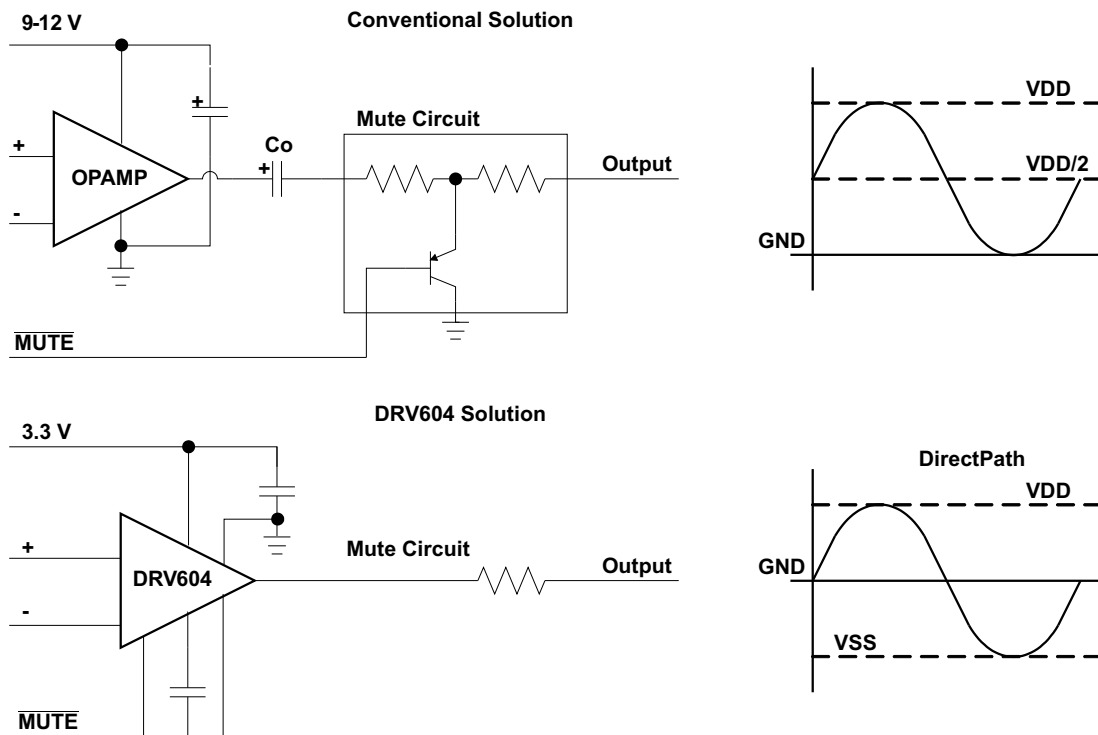 Conventional Solution
9-12 V
+
Mute Circuit
Co
+
Output
+
OPAMP
-
MUTE
VDD
VDD/2
GND
DRV604 Solution
3.3 V
+
DRV604
-
Mute Circuit
Output
MUTE
DirectPath
VDD
GND
VSS